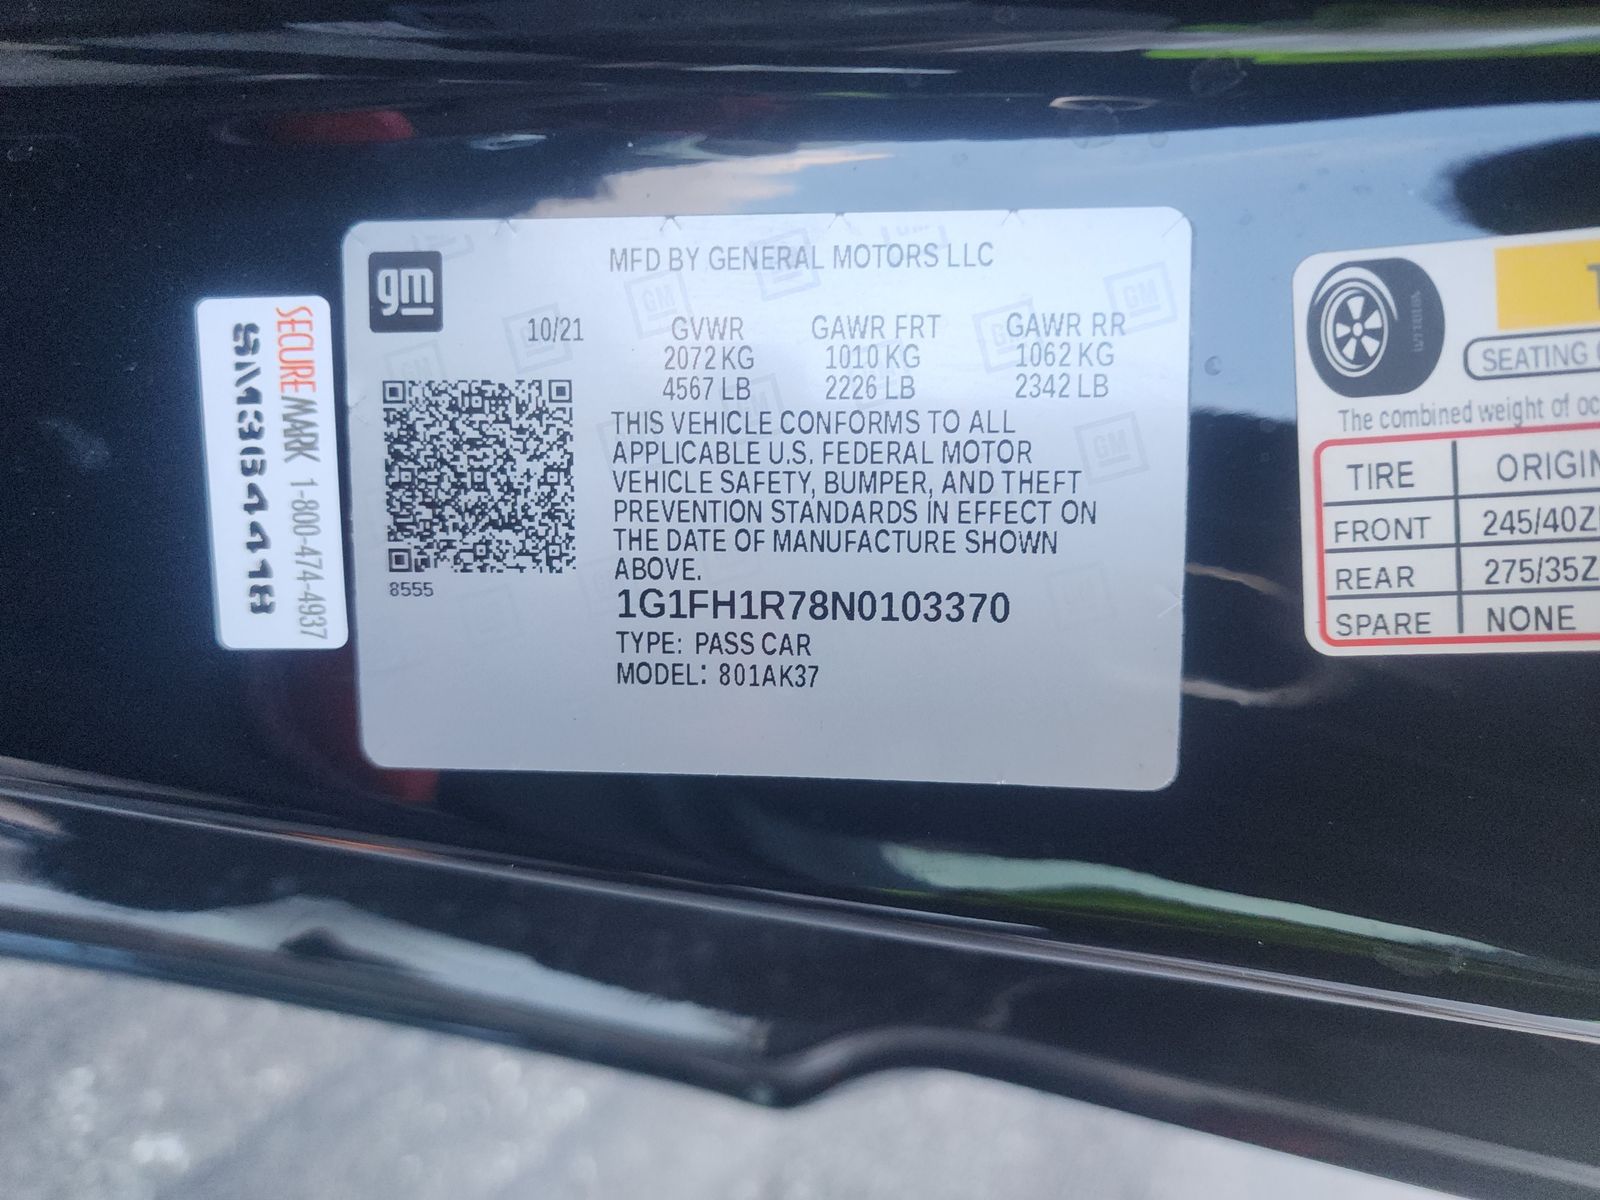 gm
MFD BY GENERAL MOTORS LLC
10/21 GVWR GAWR FRT GAWR RR
2072 KG 1010 KG 1062 KG
4567 LB 2226 LB 2342 LB
THIS VEHICLE CONFORMS TO ALL
APPLICABLE U.S. FEDERAL MOTOR
VEHICLE SAFETY, BUMPER, AND THEFT
PREVENTION STANDARDS IN EFFECT ON
THE DATE OF MANUFACTURE SHOWN
ABOVE.
8555
1G1FH1R78N0103370
TYPE: PASS CAR
MODEL: 801AK37
SECUREMARK 1-800-474-4937
SEATING
The combined weight of
TIRE
FRONT 245/40Z
REAR 275/35Z
SPARE NONE